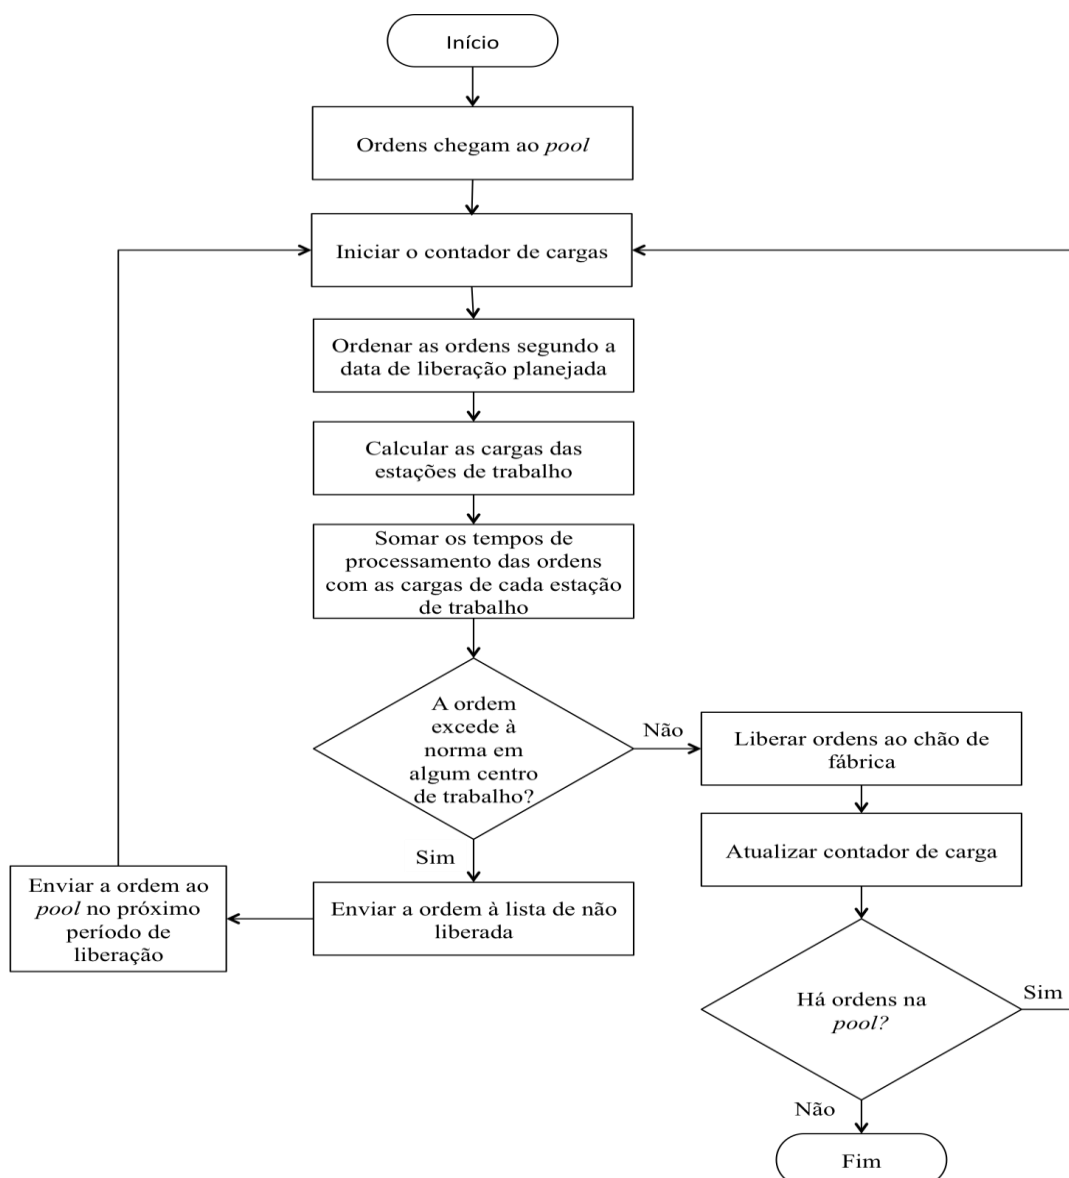 Início
Ordens chegam ao pool
Iniciar o contador de cargas
Ordenar as ordens segundo a
data de liberação planejada
Calcular as cargas das
estações de trabalho
Somar os tempos de
processamento das ordens
com as cargas de cada estação
de trabalho
A ordem
excede à
norma em
algum centro
de trabalho?
Não
Liberar ordens ao chão de
fábrica
Atualizar contador de carga
Sim
Enviar a ordem à lista de não
liberada
Enviar a ordem ao
pool no próximo
período de
liberação
Há ordens na
pool?
Sim
Não
Fim